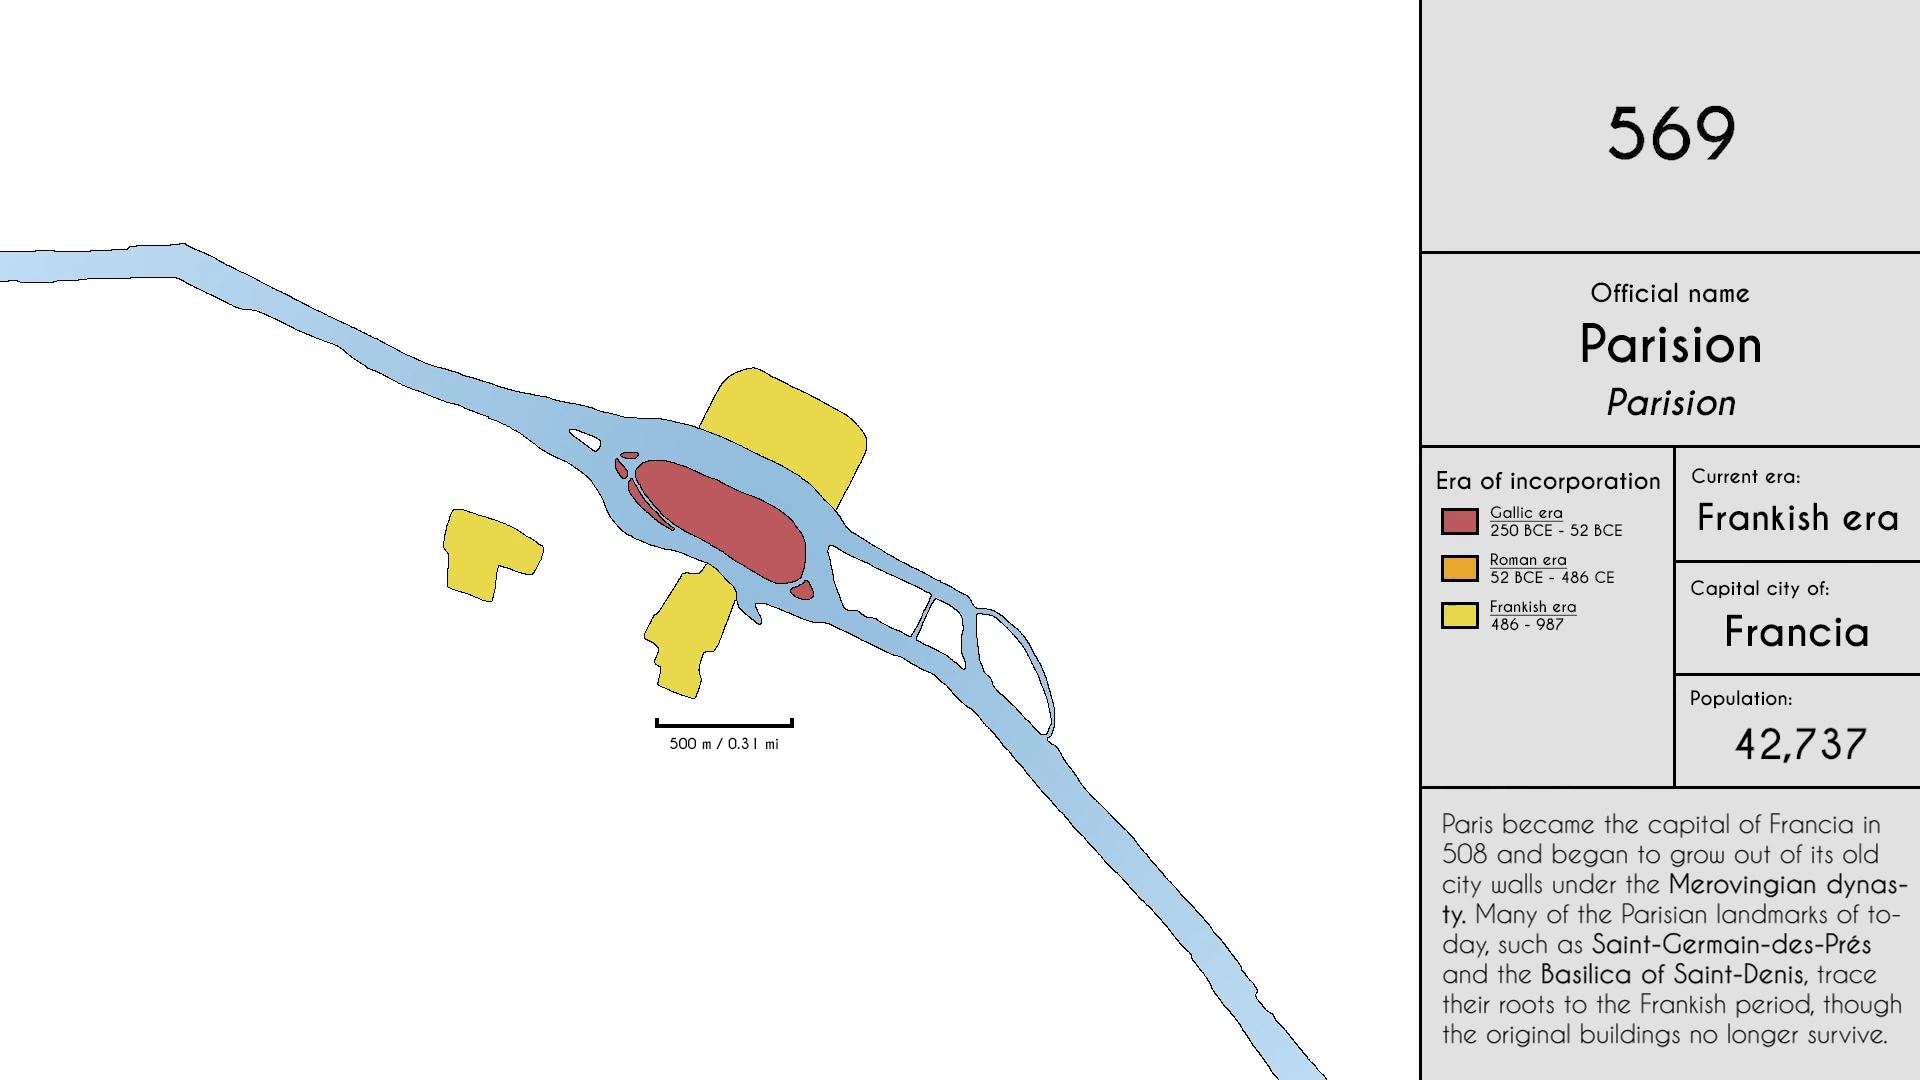 569
Official name
Parision
Parision
Era of incorporation
Gallic era
250 BCE - 52 BCE
Roman era
52 BCE - 486 CE
Frankish era
486 - 987
Current era:
Frankish era
Capital city of:
Francia
Population:
42,737
500 m / 0.31 mi
Paris became the capital of Francia in
508 and began to grow out of its old
city walls under the Merovingian dynas-
ty. Many of the Parisian landmarks of to-
day, such as Saint-Germain-des-Prés
and the Basilica of Saint-Denis, trace
their roots to the Frankish period, though
the original buildings no longer survive.